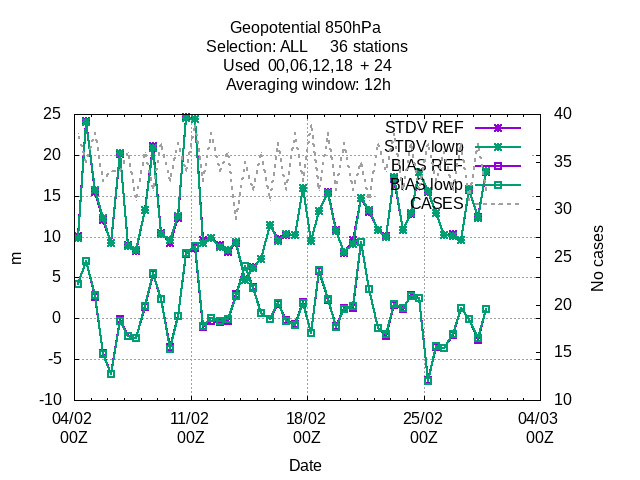 Geopotential 850hPa
Selection: ALL 36 stations
Used 00,06,12,18 + 24
Averaging window: 12h
25
20
15
10
5
0
-5
-10
m
40
35
30
25
20
15
10
No cases
STDV REF
STDV lowp
BIAS REF
BIAS lowp
CASES
04/02 00Z
11/02 00Z
18/02 00Z
25/02 00Z
04/03 00Z
Date